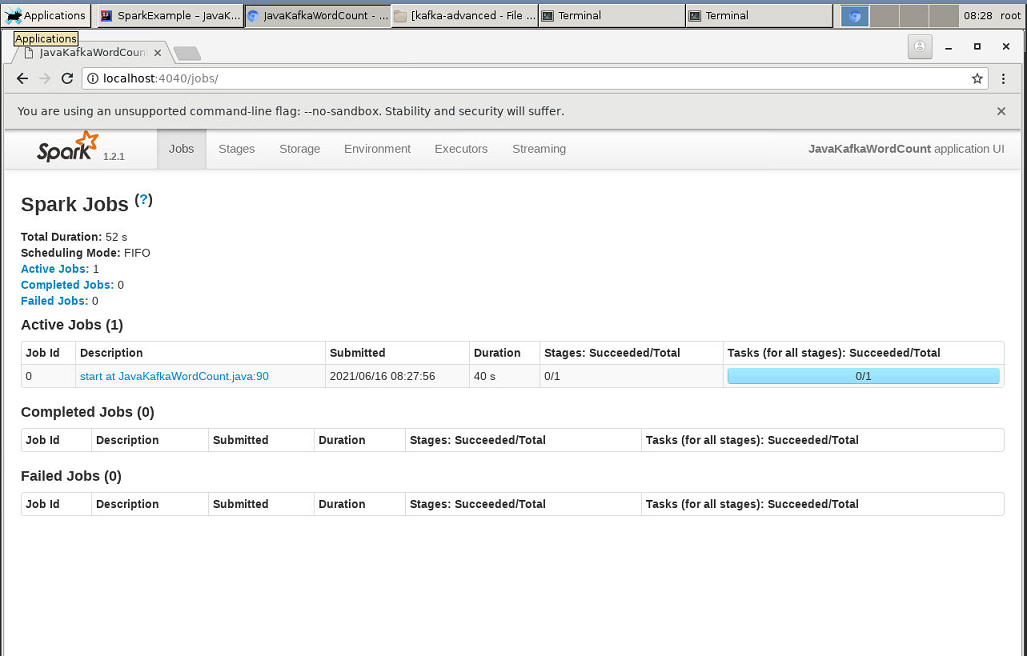 Applications SparkExample – JavaK... JavaKafkaWordCount - ... [kafka-advanced - File ... Terminal Terminal 08:28 root
Applications
JavaKafkaWordCoun
localhost:4040/jobs/
You are using an unsupported command-line flag: --no-sandbox. Stability and security will suffer.
Spark 1.2.1 Jobs Stages Storage Environment Executors Streaming JavaKafkaWordCount application UI
Spark Jobs (?)
Total Duration: 52 s
Scheduling Mode: FIFO
Active Jobs: 1
Completed Jobs: 0
Failed Jobs: 0
Active Jobs (1)
Job Id Description Submitted Duration Stages: Succeeded/Total Tasks (for all stages): Succeeded/Total
0 start at JavaKafkaWordCount.java:90 2021/06/16 08:27:56 40 s 0/1 0/1
Completed Jobs (0)
Job Id Description Submitted Duration Stages: Succeeded/Total Tasks (for all stages): Succeeded/Total
Failed Jobs (0)
Job Id Description Submitted Duration Stages: Succeeded/Total Tasks (for all stages): Succeeded/Total